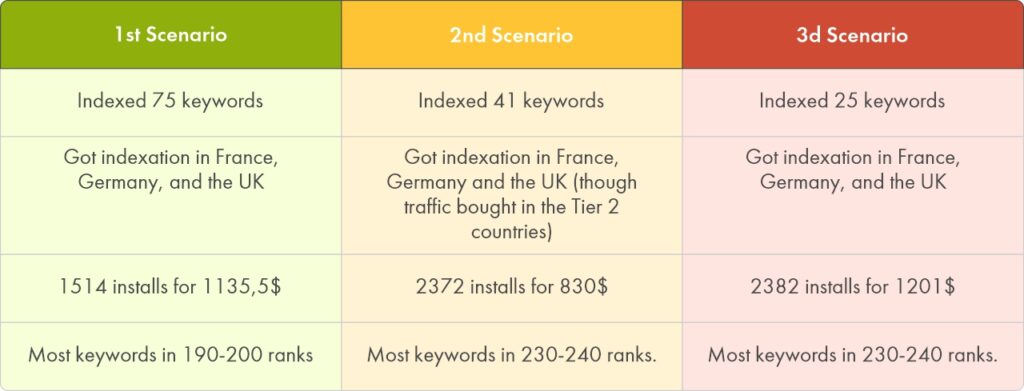 1st Scenario
2nd Scenario
3d Scenario
Indexed 75 keywords
Indexed 41 keywords
Indexed 25 keywords
Got indexation in France,
Germany, and the UK
Got indexation in France,
Germany and the UK (though
traffic bought in the Tier 2
countries)
Got indexation in France,
Germany, and the UK
1514 installs for 1135,5$
2372 installs for 830$
2382 installs for 1201$
Most keywords in 190-200 ranks
Most keywords in 230-240 ranks.
Most keywords in 230-240 ranks.